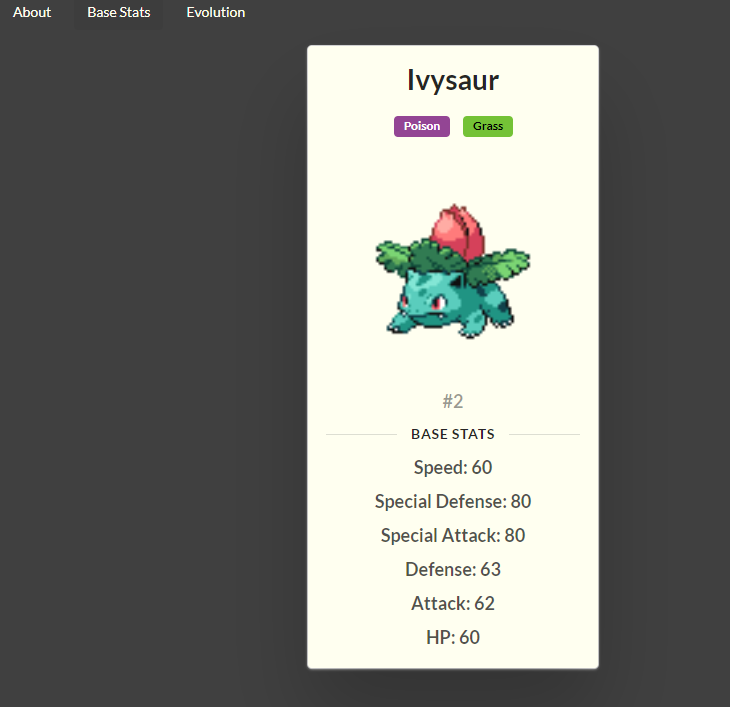 About Base Stats Evolution
Ivysaur
Poison Grass
#2
BASE STATS
Speed: 60
Special Defense: 80
Special Attack: 80
Defense: 63
Attack: 62
HP: 60